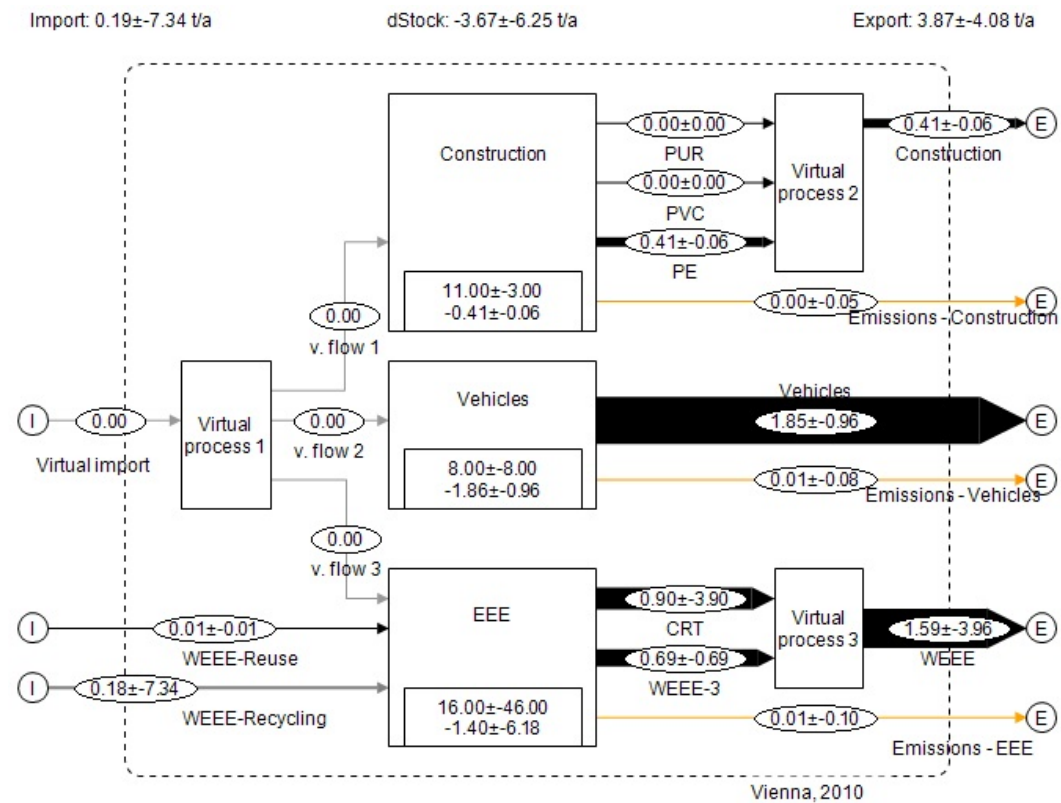 Import: 0.19±-7.34 t/a
dStock: -3.67±-6.25 t/a
Export: 3.87±-4.08 t/a
Construction
0.00±0.00
PUR
0.00±0.00
PVC
0.41±-0.06
PE
Virtual
process 2
0.41±-0.06
Construction
E
11.00±-3.00
-0.41±-0.06
0.00±-0.05
Emissions - Construction
E
0.00
v. flow 1
I
0.00
Virtual import
Virtual
process 1
0.00
v. flow 2
Vehicles
8.00±-8.00
-1.86±-0.96
Vehicles
1.85±-0.96
E
0.01±-0.08
Emissions - Vehicles
E
0.00
v. flow 3
I
0.01±-0.01
WEEE-Reuse
I
0.18±-7.34
WEEE-Recycling
EEE
16.00±-46.00
-1.40±-6.18
0.90±-3.90
CRT
0.69±-0.69
WEEE-3
Virtual
process 3
1.59±-3.96
WEEE
E
0.01±-0.10
Emissions - EEE
E
Vienna, 2010